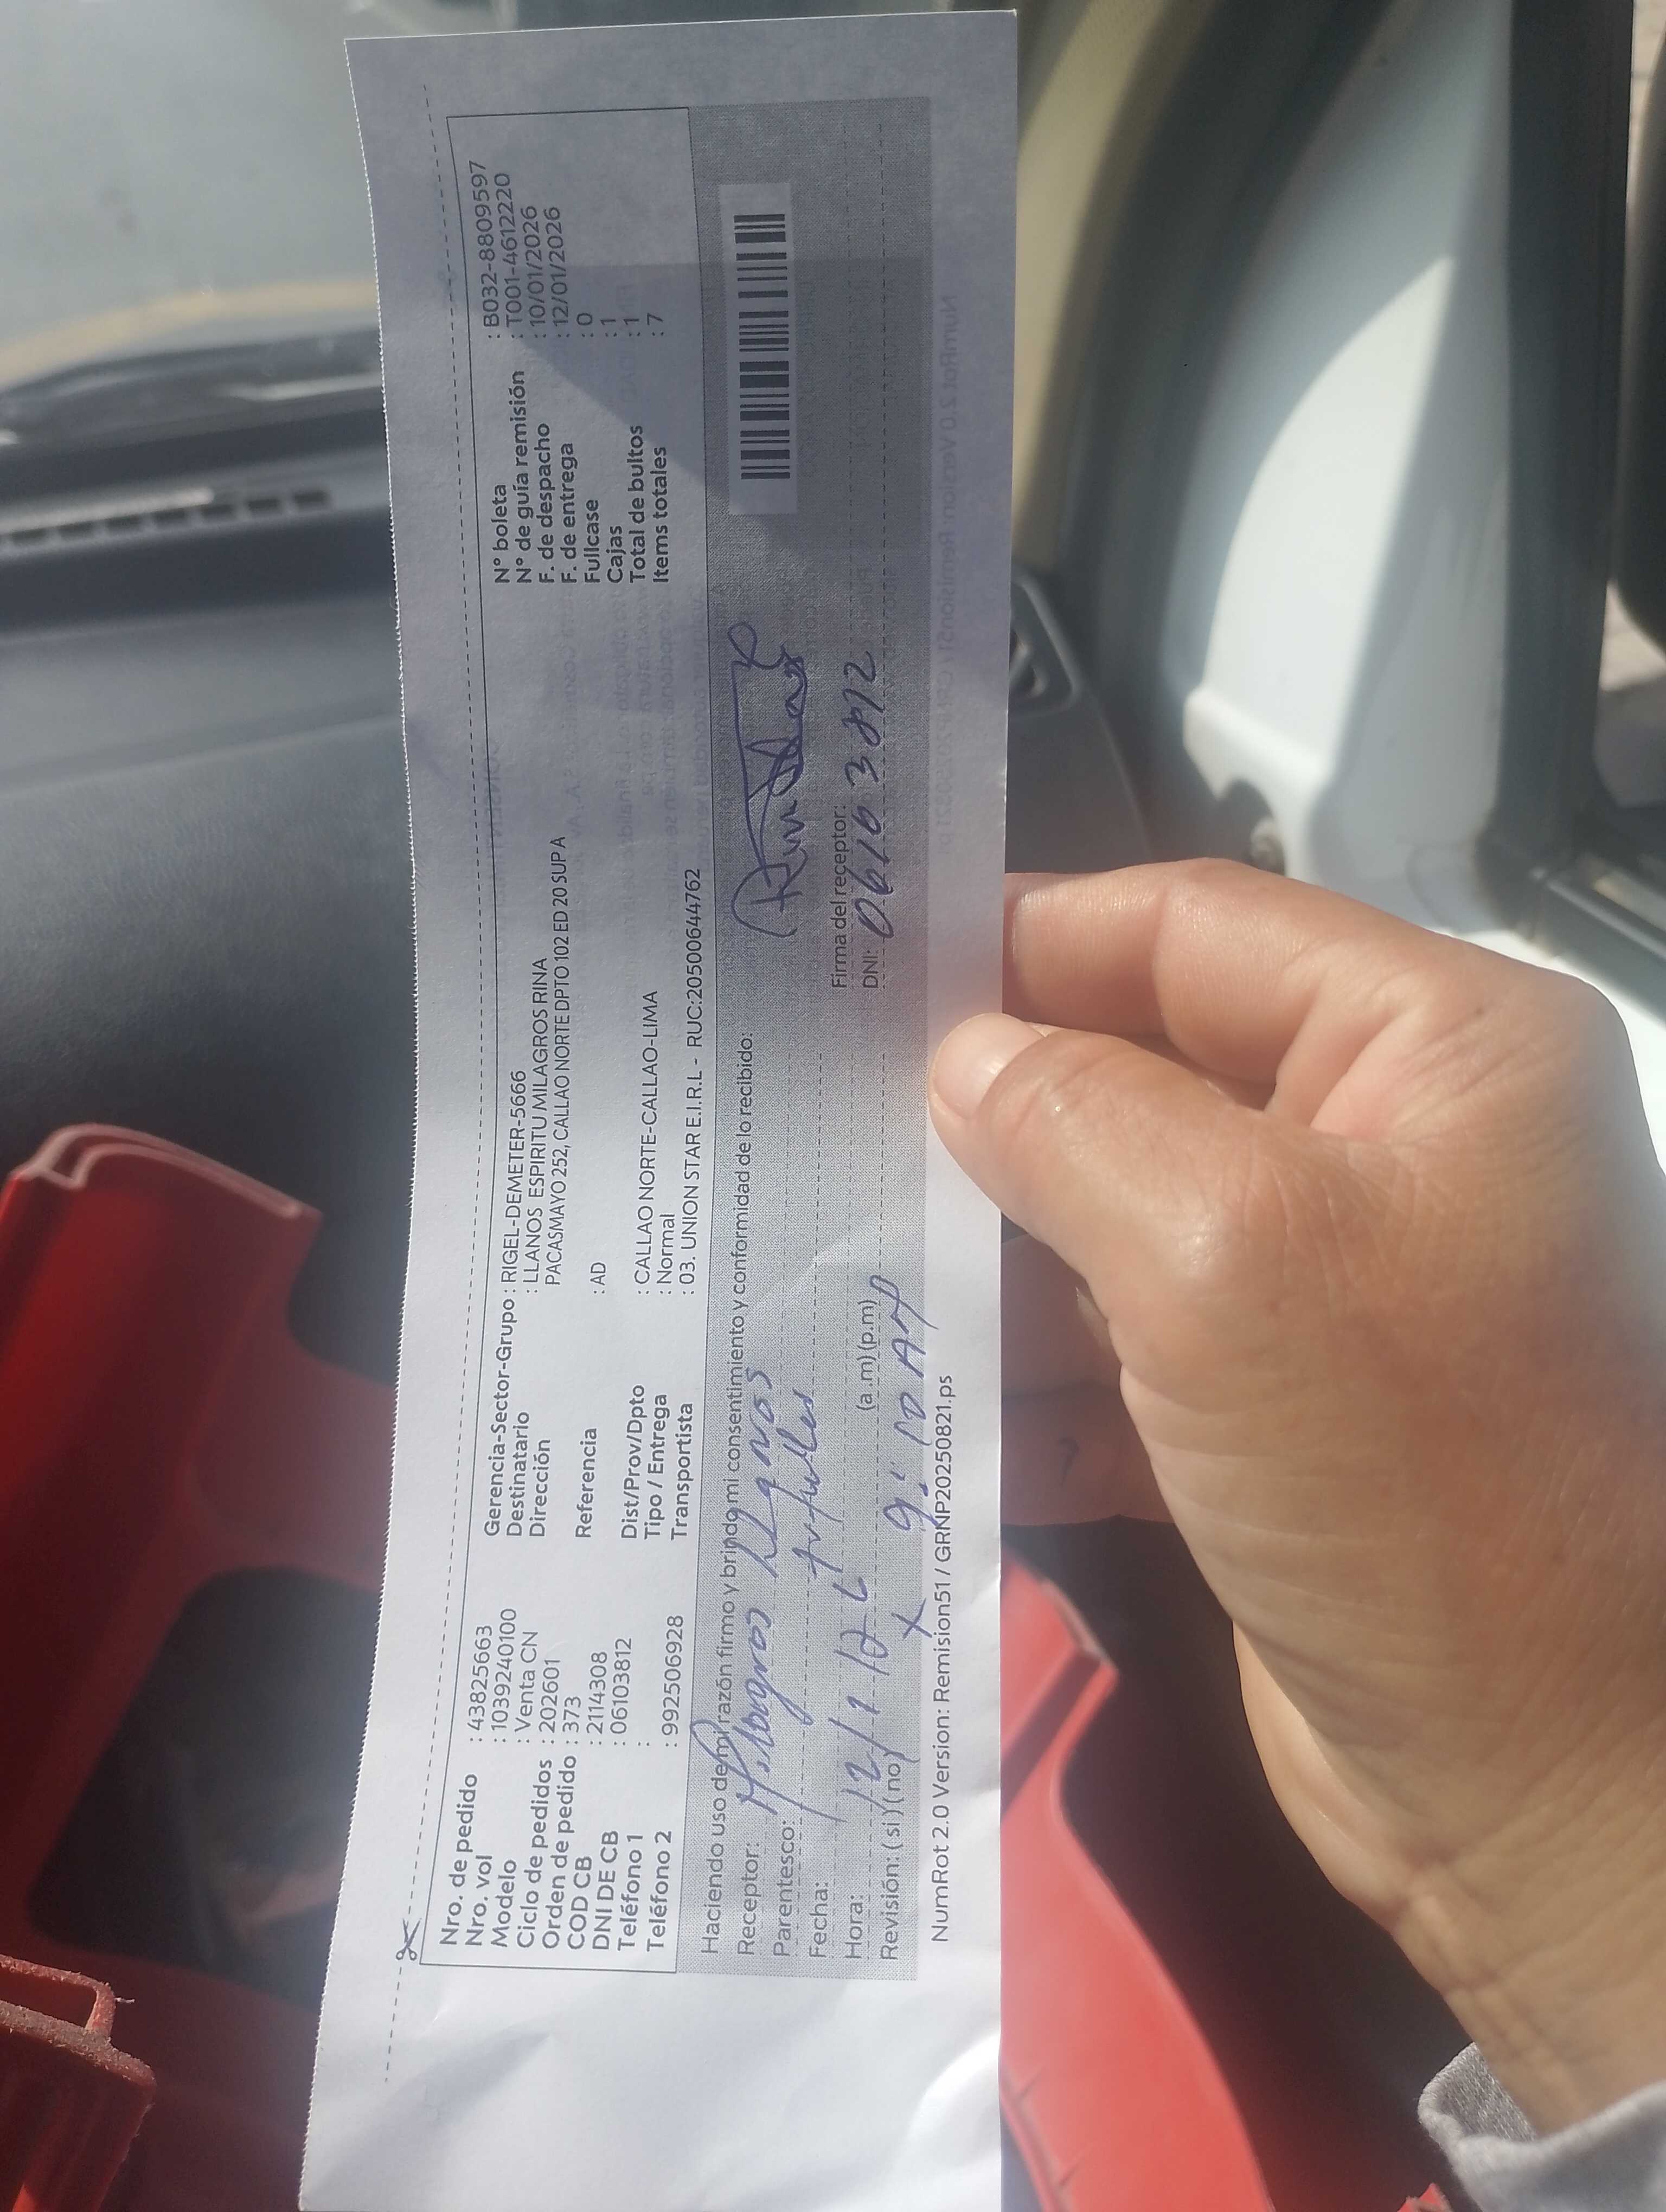 Nro. de pedido : 43825663
Nro. vol : 1039240100
Modelo : Venta CN
Ciclo de pedidos : 202601
Orden de pedido : 373
COD CB : 2114308
DNI DE CB : 06103812
Teléfono 1 :
Teléfono 2 : 992506928
Gerencia-Sector-Grupo : RIGEL-DEMETER-5666
Destinatario : LLANOS ESPIRITU MILAGROS RINA
Dirección PACASMAYO 252, CALLAO NORTE DPTO 102 ED 20 SUP A
Referencia : AD
Dist/Prov/Dpto : CALLAO NORTE-CALLAO-LIMA
Tipo / Entrega : Normal
Transportista : 03. UNION STAR E.I.R.L - RUC:20500644762
N° boleta : B032-8809597
N° de guía remisión : T001-4612220
F. de despacho : 10/01/2026
F. de entrega : 12/01/2026
Fullcase : 0
Cajas : 1
Total de bultos : 1
Items totales : 7
Haciendo uso de mi razón firmo y brindo mi consentimiento y conformidad de lo recibido:
Receptor: Milagros Llanos
Parentesco:
Fecha:
Hora: (a.m) (p.m)
Revisión: (si) (no) X 9:10 AM
Firma del receptor:
DNI: 06103812
NumRot 2.0 Version: Remision51 / GRNP20250821.ps